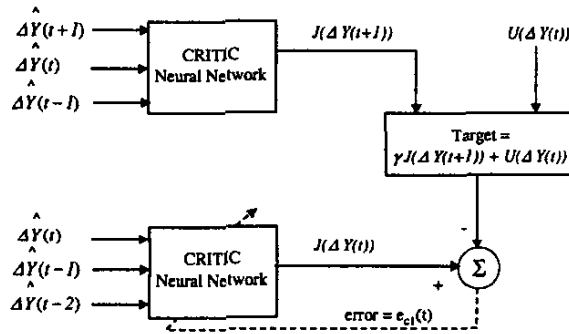 ΔŶ(t+1)
ΔŶ(t)
ΔŶ(t-1)
CRITIC
Neural Network
J(ΔY(t+1))
U(ΔY(t))
Target =
γJ(ΔY(t+1)) + U(ΔY(t))
ΔŶ(t)
ΔŶ(t-1)
ΔŶ(t-2)
CRITIC
Neural Network
J(ΔY(t))
-
+
Σ
error = e_c1(t)